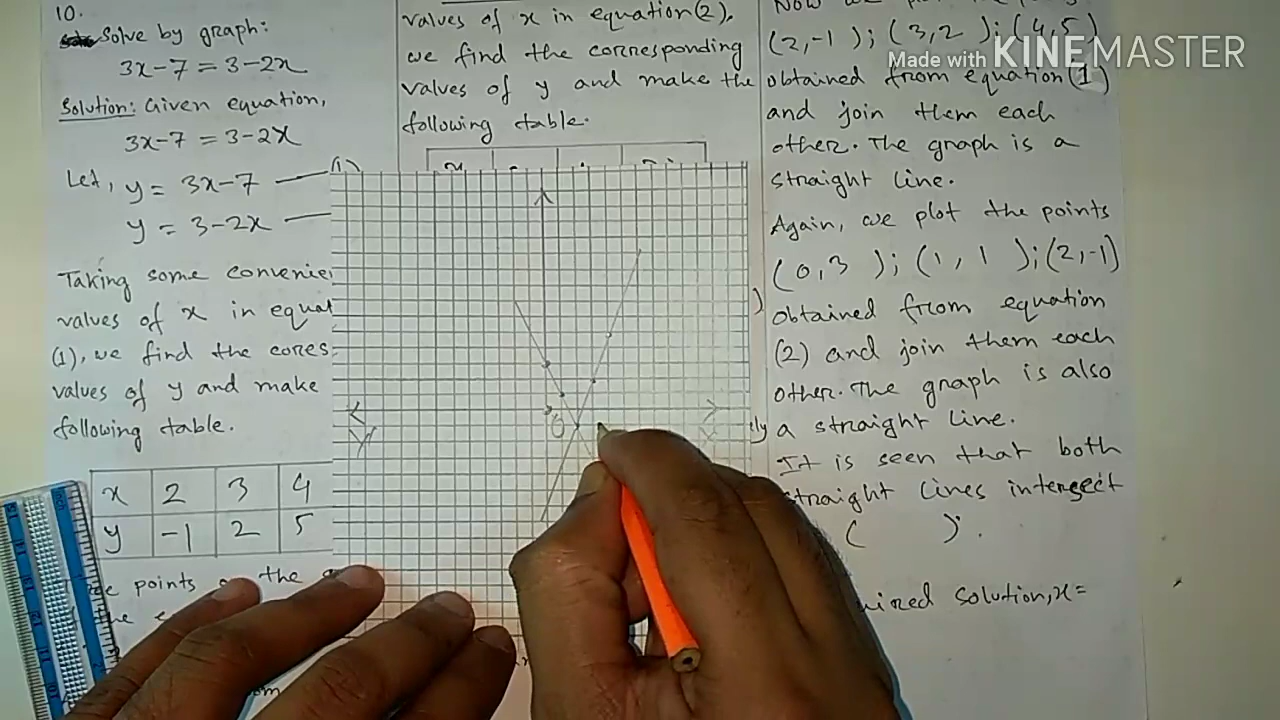 10.
Solve by graph:
3x-7 = 3-2x
Solution: Given equation,
3x-7 = 3-2x
Let, y = 3x-7 (1)
y = 3-2x
Taking some
values of x in
(1), we find the
values of y and make
following table.
x 2 3 4
y -1 2 5
points
the
values of x in equation (2),
we find the corresponding
values of y and make the
following table.
x
O
(2,-1); (3,2); (4,5)
obtained from equation (1)
and join them each
other. The graph is a
straight line.
Again, we plot the points
(0,3); (1,1); (2,-1)
obtained from equation
(2) and join them each
other. The graph is also
a straight line.
It is seen that both
straight lines intersect
( ).
solution, x=
Made with KINEMASTER